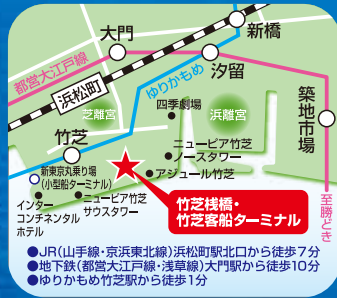 新橋
大門
汐留
都営大江戸線
浜松町
ゆりかもめ
芝離宮
四季劇場
浜離宮
築地市場
竹芝
ニューピア竹芝
ノースタワー
アジュール竹芝
新東京丸乗り場
(小型船ターミナル)
ニューピア竹芝
サウスタワー
インター
コンチネンタル
ホテル
竹芝桟橋・
竹芝客船ターミナル
至勝どき
●JR(山手線・京浜東北線)浜松町駅北口から徒歩7分
●地下鉄(都営大江戸線・浅草線)大門駅から徒歩10分
●ゆりかもめ竹芝駅から徒歩1分